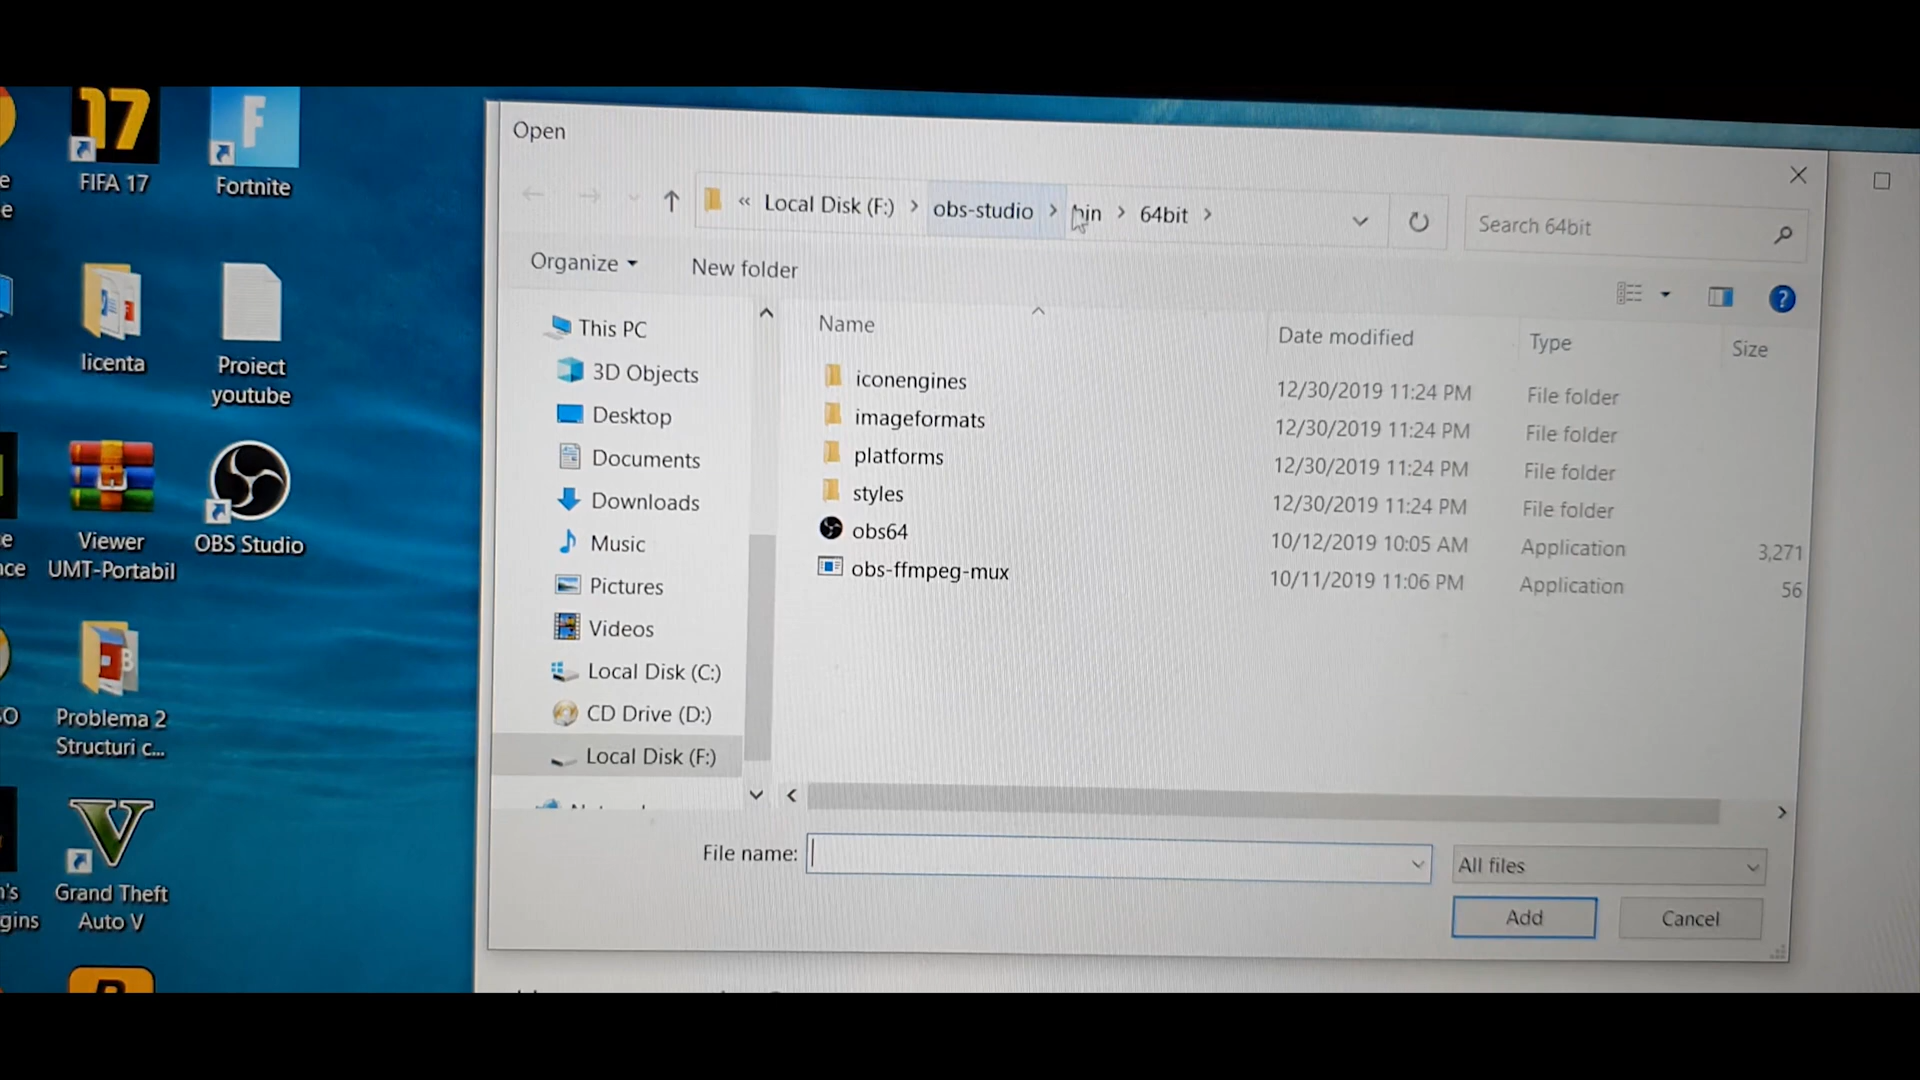 17
FIFA 17
Fortnite
licenta
Proiect
youtube
Viewer
UMT-Portabil
OBS Studio
Problema 2
Structuri c...
Grand Theft
Auto V
Open
« Local Disk (F:) > obs-studio > bin > 64bit >
Search 64bit
Organize
New folder
This PC
3D Objects
Desktop
Documents
Downloads
Music
Pictures
Videos
Local Disk (C:)
CD Drive (D:)
Local Disk (F:)
Name Date modified Type Size
iconengines 12/30/2019 11:24 PM File folder
imageformats 12/30/2019 11:24 PM File folder
platforms 12/30/2019 11:24 PM File folder
styles 12/30/2019 11:24 PM File folder
obs64 10/12/2019 10:05 AM Application 3,271
obs-ffmpeg-mux 10/11/2019 11:06 PM Application 56
File name:
All files
Add
Cancel